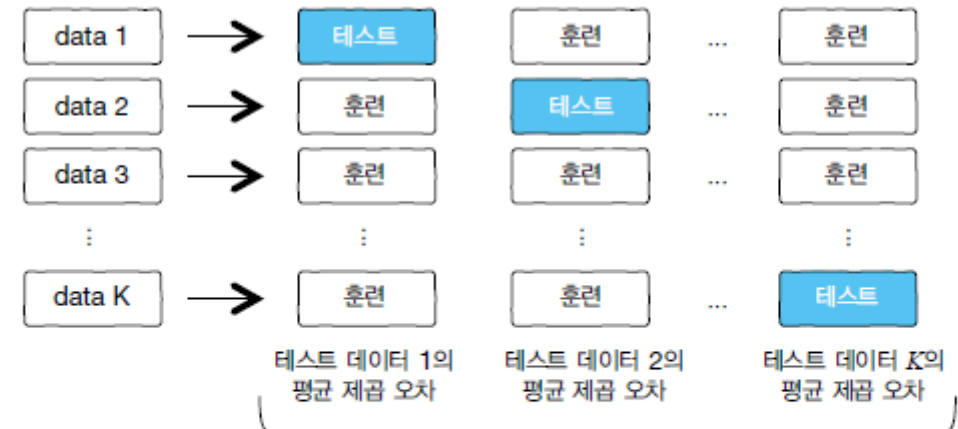 data 1 테스트 훈련 ... 훈련
data 2 훈련 테스트 ... 훈련
data 3 훈련 훈련 ... 훈련
⋮ ⋮ ⋮ ⋮
data K 훈련 훈련 ... 테스트
테스트 데이터 1의 테스트 데이터 2의 테스트 데이터 K의
평균 제곱 오차 평균 제곱 오차 평균 제곱 오차